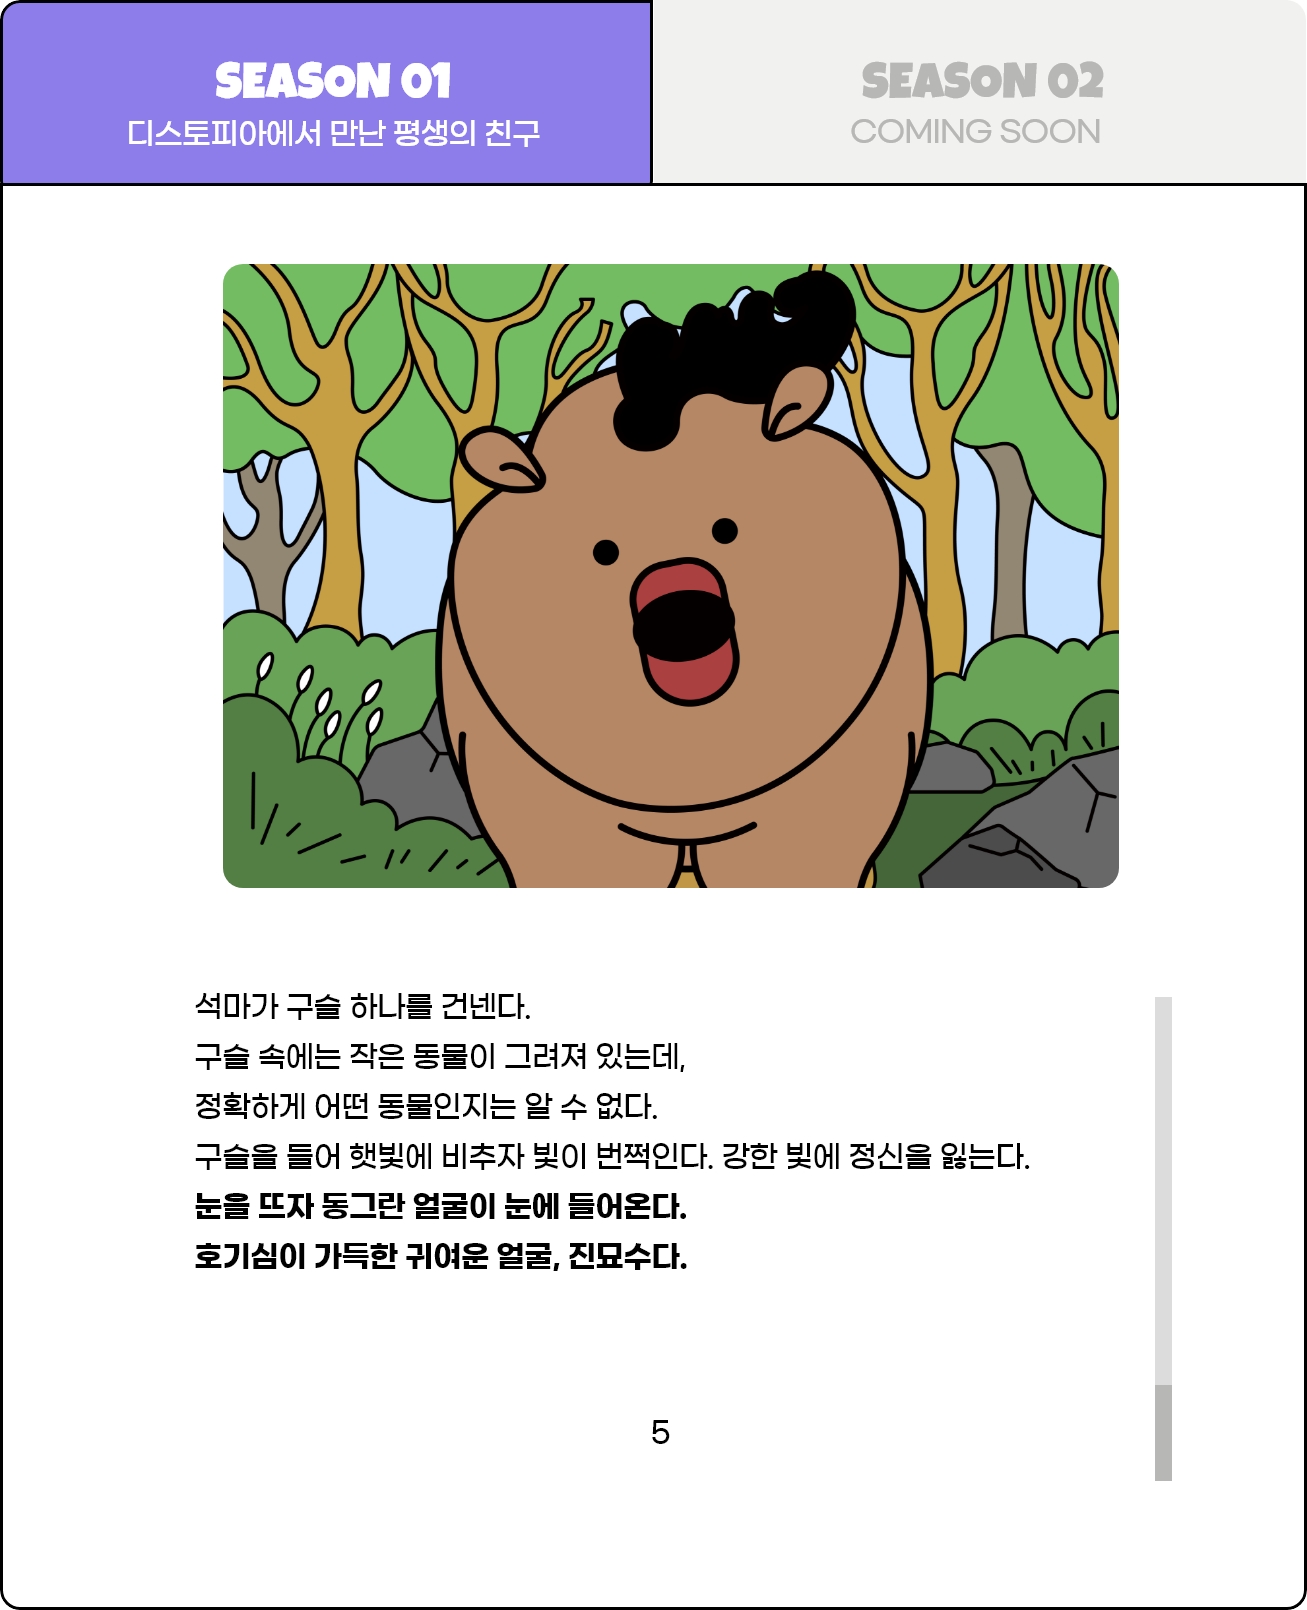 SEASON 01
디스토피아에서 만난 평생의 친구
SEASON 02
COMING SOON
석마가 구슬 하나를 건넨다.
구슬 속에는 작은 동물이 그려져 있는데,
정확하게 어떤 동물인지는 알 수 없다.
구슬을 들어 햇빛에 비추자 빛이 번쩍인다. 강한 빛에 정신을 잃는다.
눈을 뜨자 동그란 얼굴이 눈에 들어온다.
호기심이 가득한 귀여운 얼굴, 진묘수다.
5